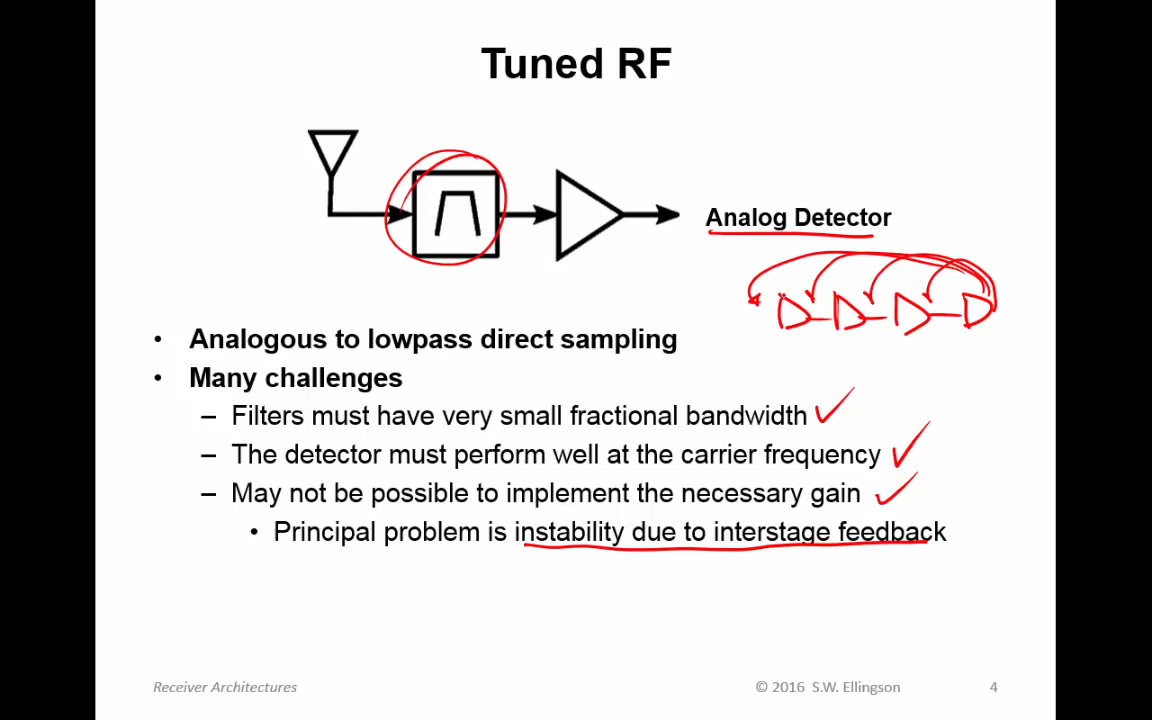 Tuned RF
Analog Detector
• Analogous to lowpass direct sampling
• Many challenges
– Filters must have very small fractional bandwidth
– The detector must perform well at the carrier frequency
– May not be possible to implement the necessary gain
• Principal problem is instability due to interstage feedback
Receiver Architectures
© 2016 S.W. Ellingson
4